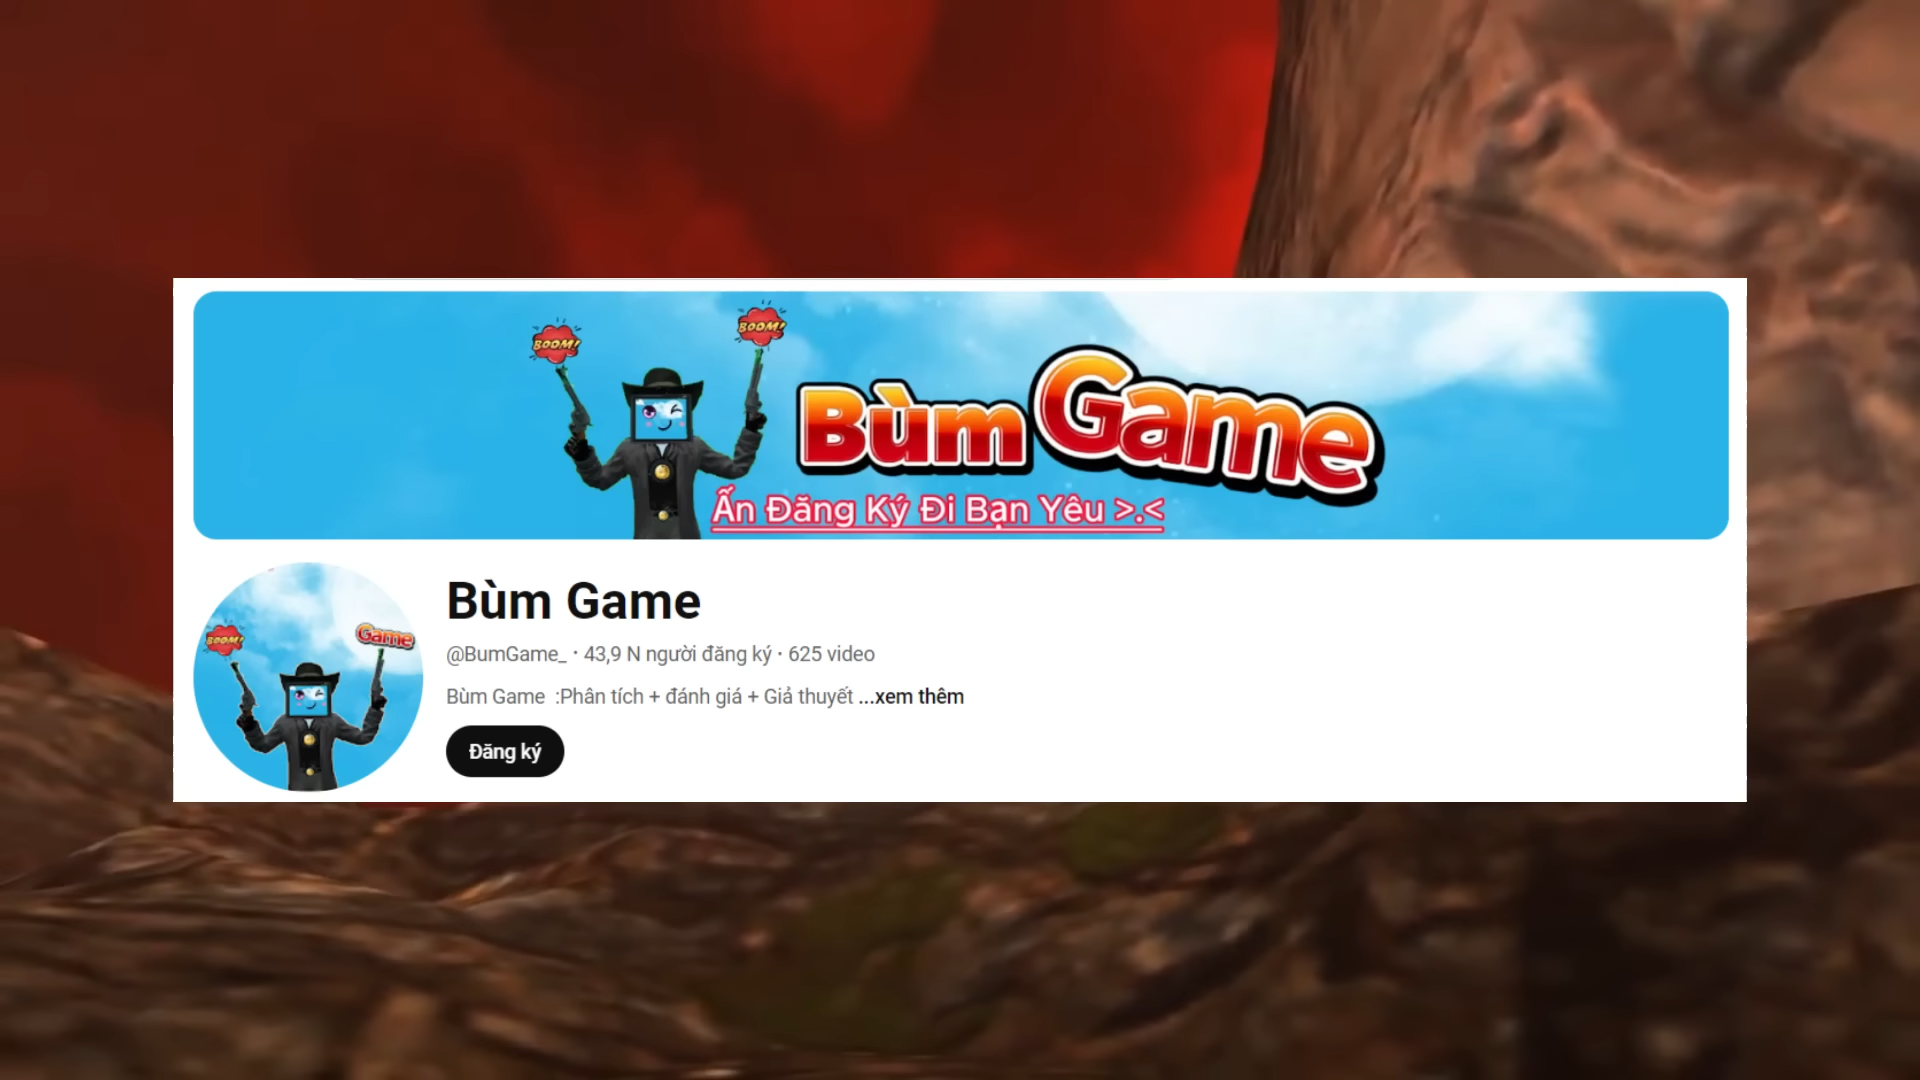 BOOM!
BOOM!
Bùm Game
Ấn Đăng Ký Đi Bạn Yêu >.<
BOOM!
Game
Bùm Game
@BumGame_ · 43,9 N người đăng ký · 625 video
Bùm Game :Phân tích + đánh giá + Giả thuyết ...xem thêm
Đăng ký